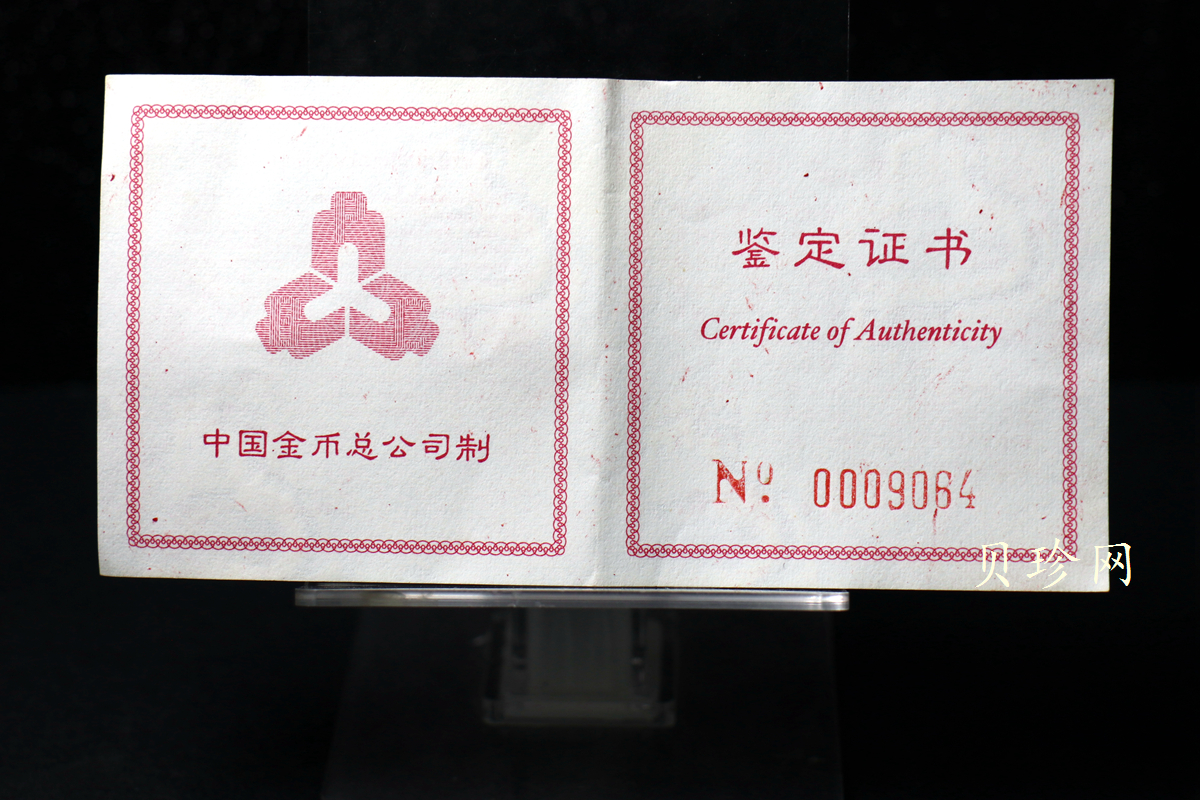 中国金币总公司制
鉴定证书
Certificate of Authenticity
Nº. 0009064
贝珍网